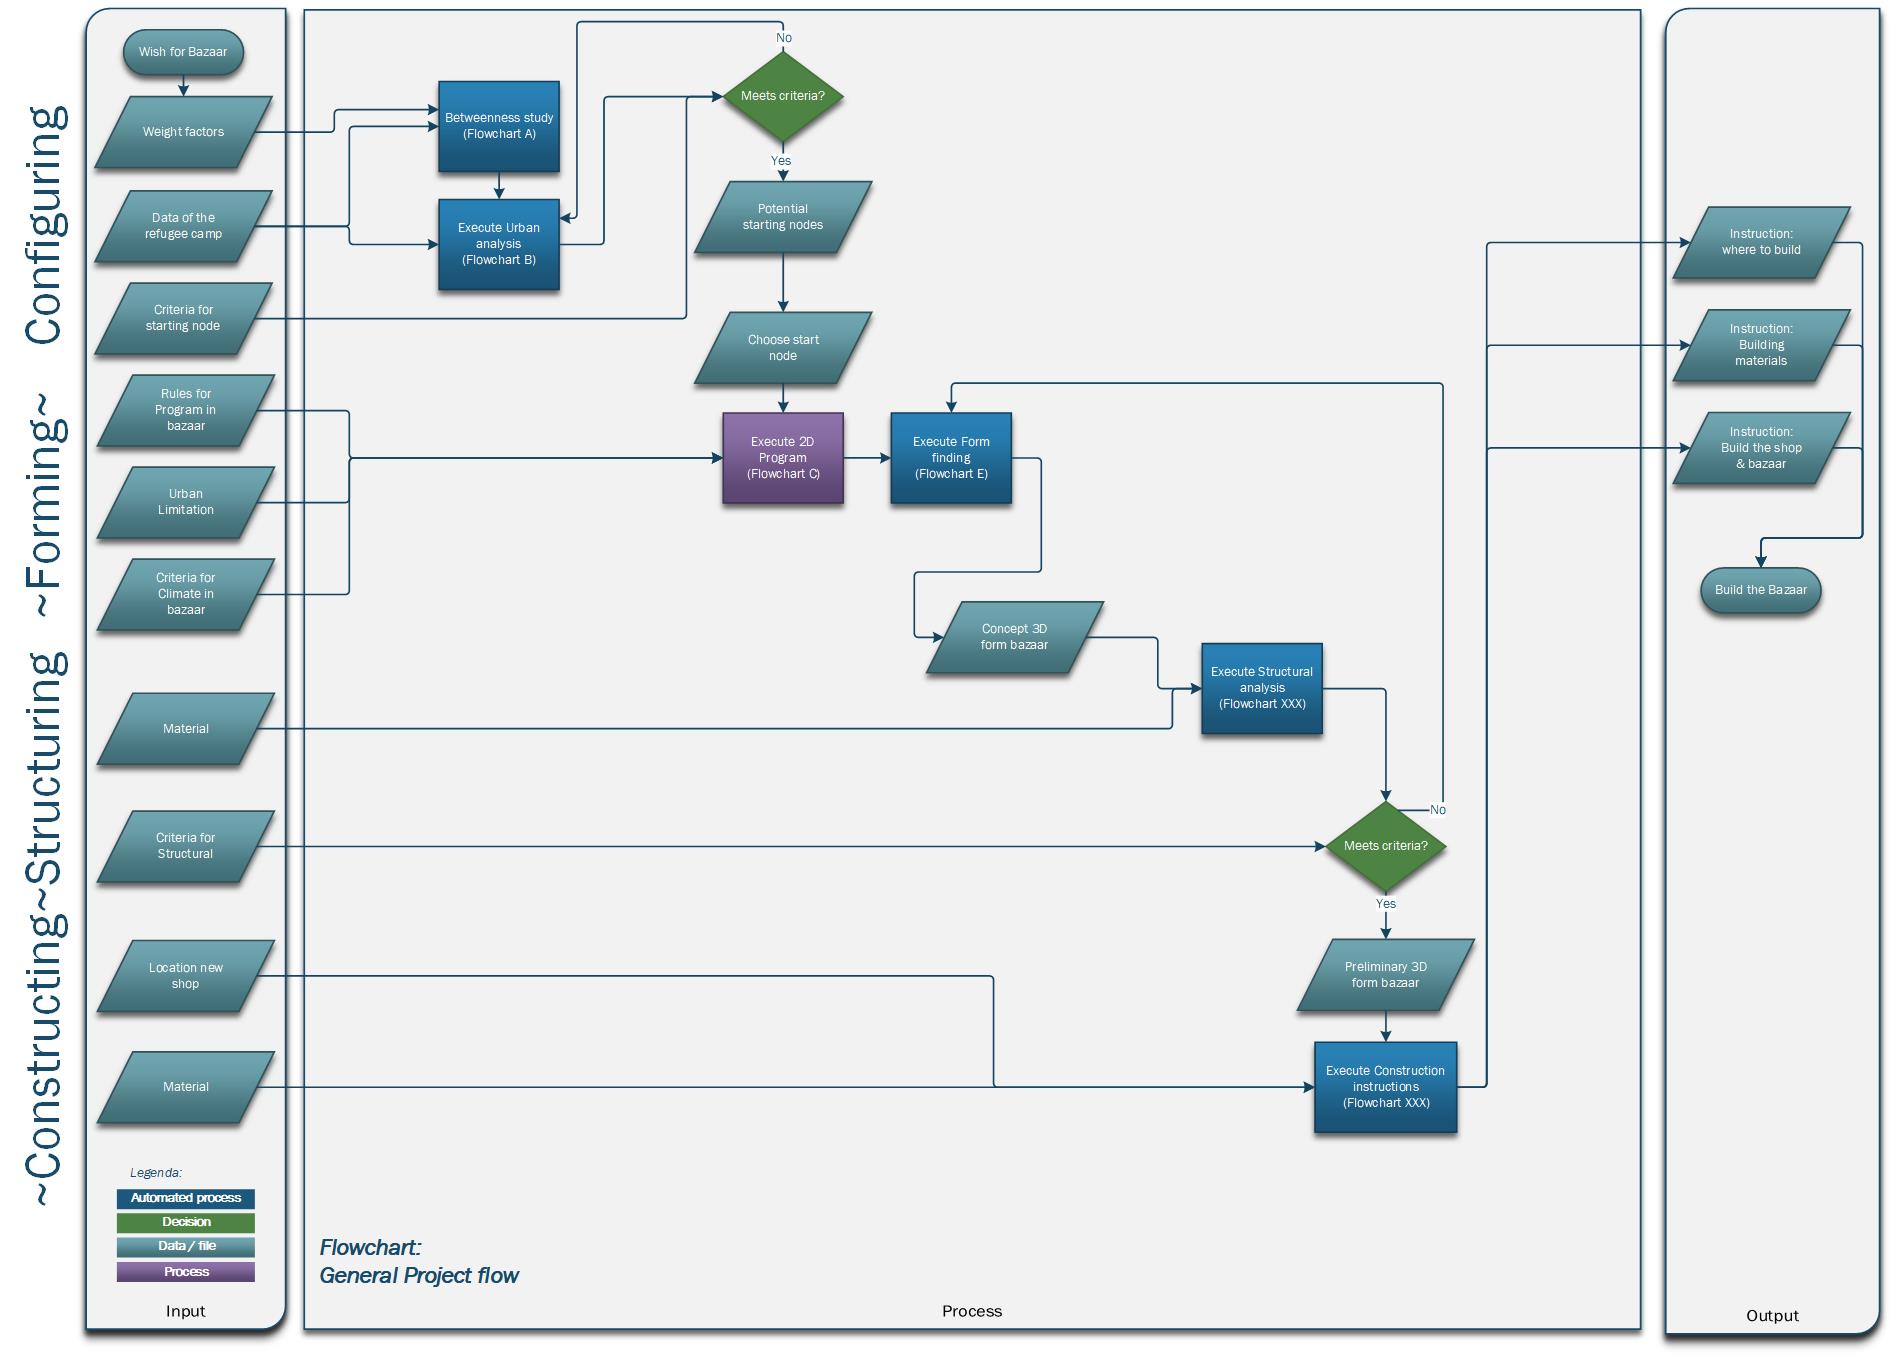 Configuring
~Forming~
~Constructing~Structuring
Wish for Bazaar
Weight factors
Data of the
refugee camp
Criteria for
starting node
Rules for
Program in
bazaar
Urban
Limitation
Criteria for
Climate in
bazaar
Material
Criteria for
Structural
Location new
shop
Material
Legenda:
Automated process
Decision
Data / file
Process
Input
No
Meets criteria?
Yes
Betweenness study
(Flowchart A)
Execute Urban
analysis
(Flowchart B)
Potential
starting nodes
Choose start
node
Execute 2D
Program
(Flowchart C)
Execute Form
finding
(Flowchart E)
Concept 3D
form bazaar
Execute Structural
analysis
(Flowchart XXX)
No
Meets criteria?
Yes
Preliminary 3D
form bazaar
Execute Construction
instructions
(Flowchart XXX)
Flowchart:
General Project flow
Process
Instruction:
where to build
Instruction:
Building
materials
Instruction:
Build the shop
& bazaar
Build the Bazaar
Output